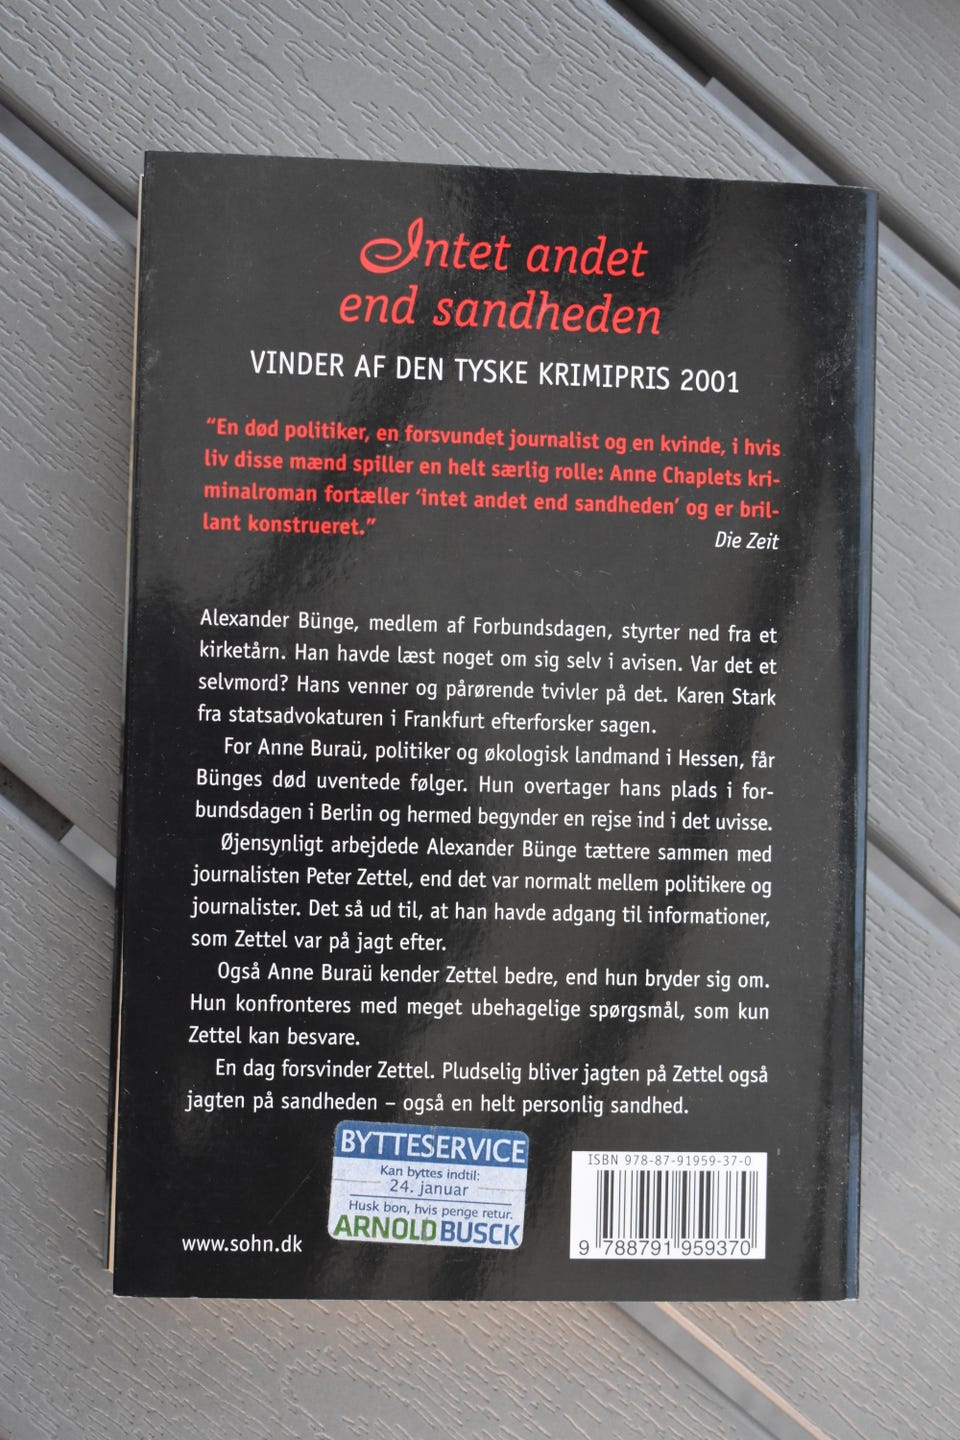 Intet andet
end sandheden
VINDER AF DEN TYSKE KRIMIPRIS 2001
"En død politiker, en forsvundet journalist og en kvinde, i hvis
liv disse mænd spiller en helt særlig rolle: Anne Chaplets kri-
minalroman fortæller 'intet andet end sandheden' og er bril-
lant konstrueret."
Die Zeit
Alexander Bünge, medlem af Forbundsdagen, styrter ned fra et
kirketårn. Han havde læst noget om sig selv i avisen. Var det et
selvmord? Hans venner og pårørende tvivler på det. Karen Stark
fra statsadvokaturen i Frankfurt efterforsker sagen.
For Anne Buraü, politiker og økologisk landmand i Hessen, får
Bünges død uventede følger. Hun overtager hans plads i for-
bundsdagen i Berlin og hermed begynder en rejse ind i det uvisse.
Øjensynligt arbejdede Alexander Bünge tættere sammen med
journalisten Peter Zettel, end det var normalt mellem politikere og
journalister. Det så ud til, at han havde adgang til informationer,
som Zettel var på jagt efter.
Også Anne Buraü kender Zettel bedre, end hun bryder sig om.
Hun konfronteres med meget ubehagelige spørgsmål, som kun
Zettel kan besvare.
En dag forsvinder Zettel. Pludselig bliver jagten på Zettel også
jagten på sandheden – også en helt personlig sandhed.
BYTTESERVICE
Kan byttes indtil:
24. januar
Husk bon, hvis penge retur.
ARNOLD BUSCK
www.sohn.dk
ISBN 978-87-91959-37-0
9 788791 959370